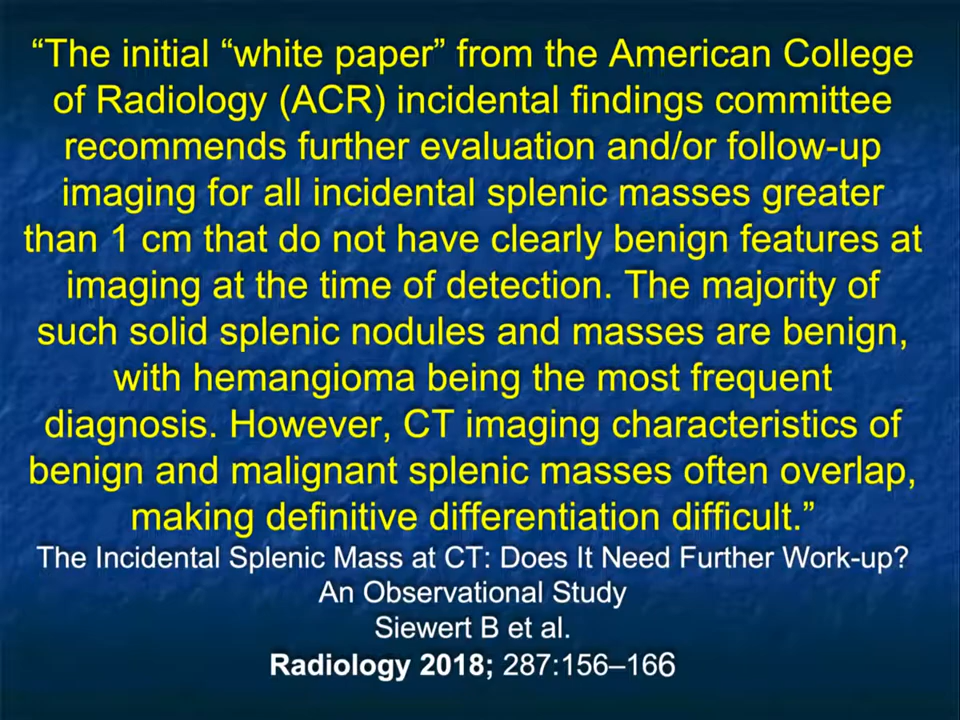 “The initial “white paper” from the American College
of Radiology (ACR) incidental findings committee
recommends further evaluation and/or follow-up
imaging for all incidental splenic masses greater
than 1 cm that do not have clearly benign features at
imaging at the time of detection. The majority of
such solid splenic nodules and masses are benign,
with hemangioma being the most frequent
diagnosis. However, CT imaging characteristics of
benign and malignant splenic masses often overlap,
making definitive differentiation difficult.”
The Incidental Splenic Mass at CT: Does It Need Further Work-up?
An Observational Study
Siewert B et al.
Radiology 2018; 287:156–166